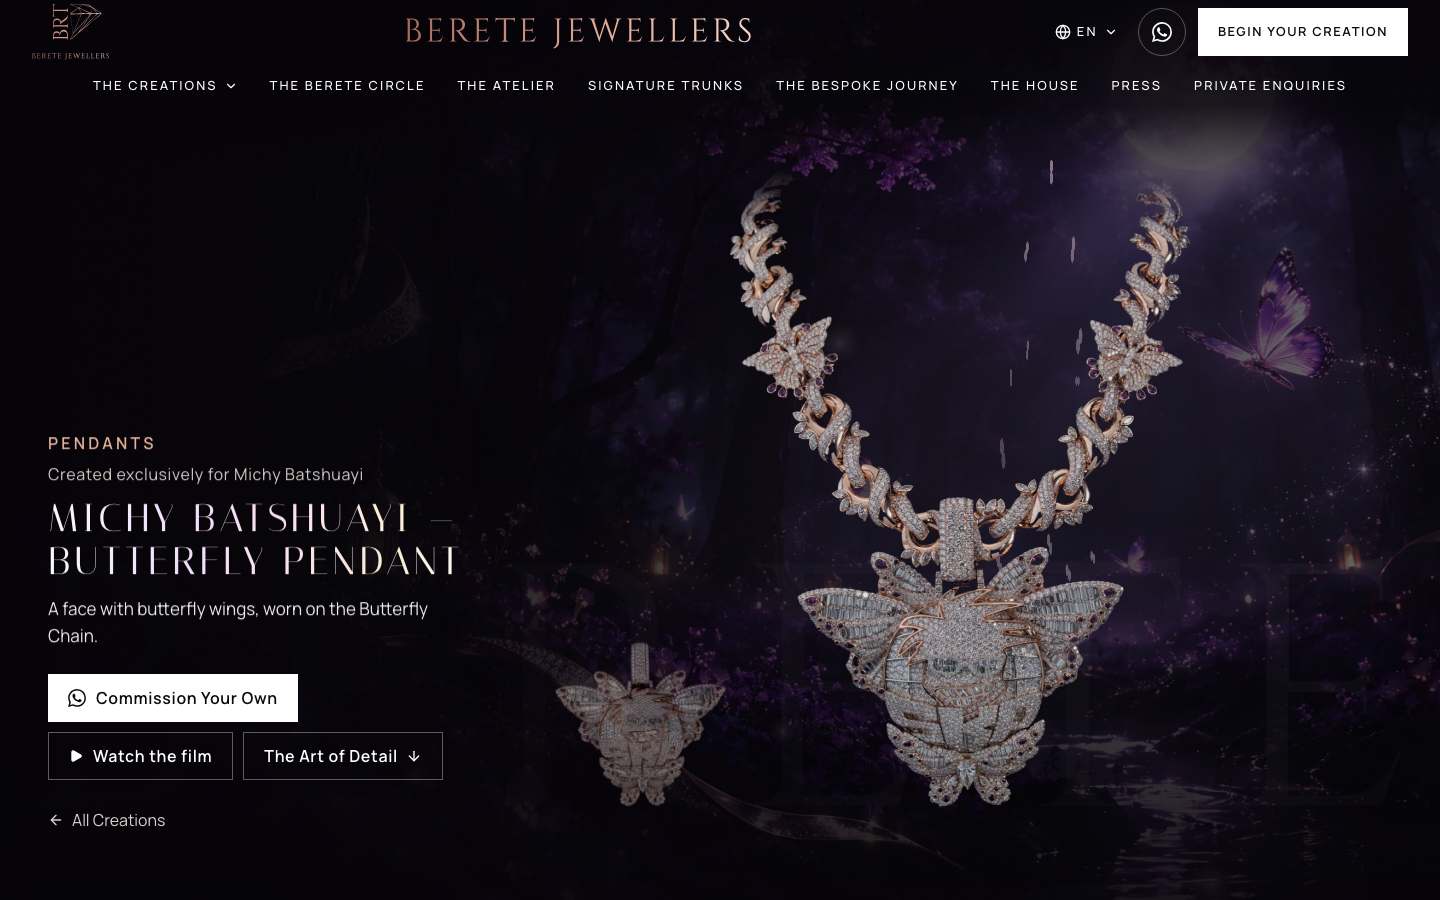 BRT
BERETE JEWELLERS
BERETE JEWELLERS
EN
BEGIN YOUR CREATION
THE CREATIONS
THE BERETE CIRCLE
THE ATELIER
SIGNATURE TRUNKS
THE BESPOKE JOURNEY
THE HOUSE
PRESS
PRIVATE ENQUIRIES
PENDANTS
Created exclusively for Michy Batshuayi
MICHY BATSHUAYI –
BUTTERFLY PENDANT
A face with butterfly wings, worn on the Butterfly
Chain.
Commission Your Own
Watch the film
The Art of Detail
All Creations